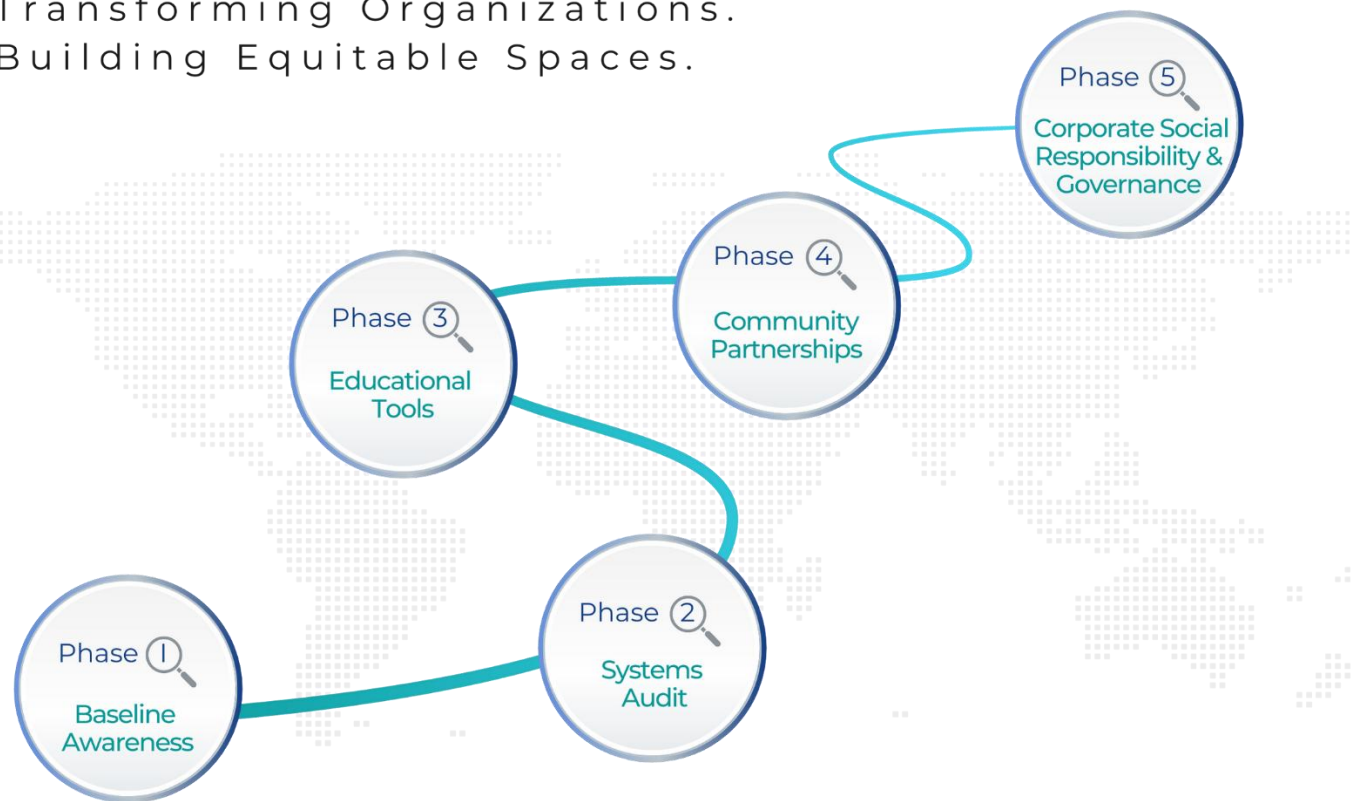 Transforming Organizations.
Building Equitable Spaces.
Phase 5
Corporate Social
Responsibility &
Governance
Phase 4
Community
Partnerships
Phase 3
Educational
Tools
Phase 2
Systems
Audit
Phase 1
Baseline
Awareness